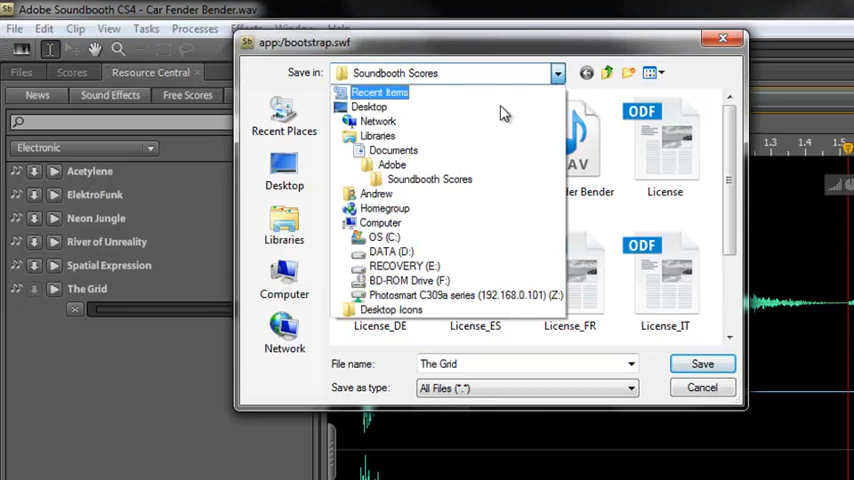 Adobe Soundbooth CS4 - Car Fender Bender.wav
File Edit Clip View Tasks Processes
app:/bootstrap.swf
Save in: Soundbooth Scores
Files Scores Resource Central
News Sound Effects Free Scores
Electronic
Acetylene
ElektroFunk
Neon Jungle
River of Unreality
Spatial Expression
The Grid
Recent Places
Desktop
Libraries
Computer
Network
Recent Items
Desktop
Network
Libraries
Documents
Adobe
Soundbooth Scores
Andrew
Homegroup
Computer
OS (C:)
DATA (D:)
RECOVERY (E:)
BD-ROM Drive (F:)
Photosmart C309a series (192.168.0.101) (Z:)
Desktop Icons
AV
der Bender
ODF
License
ODF
License_DE License_ES License_FR License_IT
File name: The Grid
Save as type: All Files (*.*)
Save
Cancel
1.3 1.4 1.5